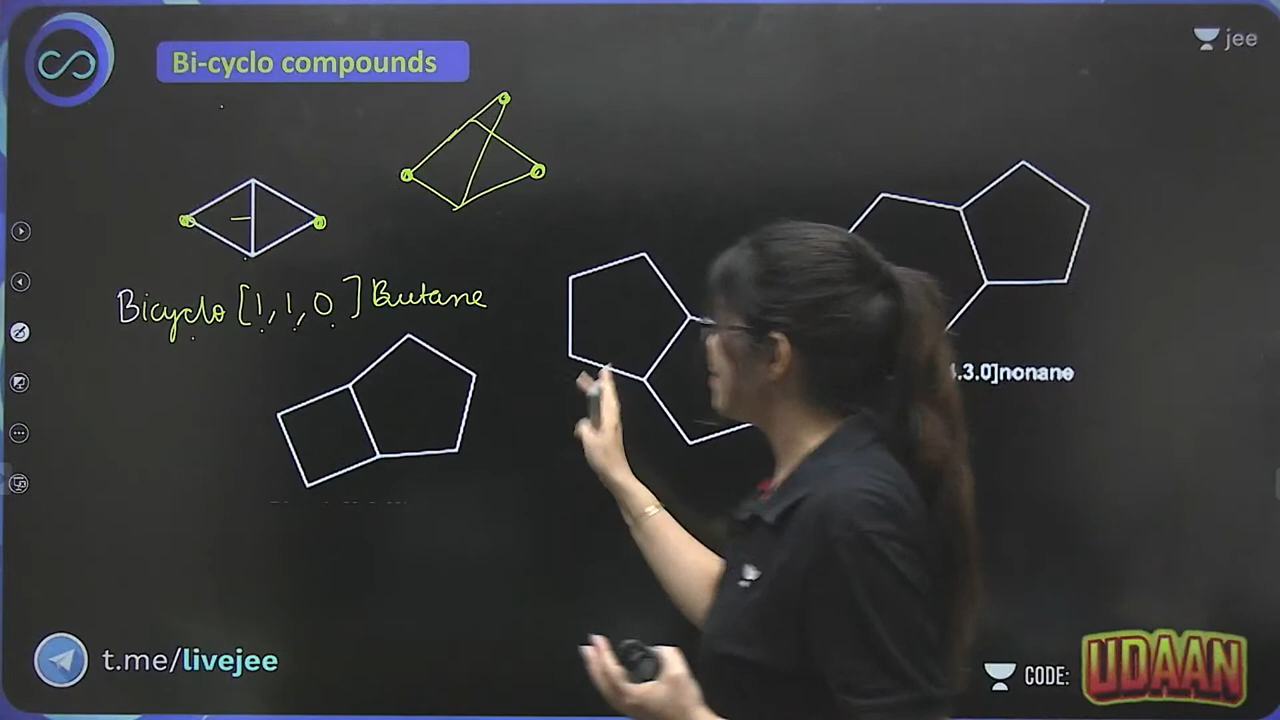 Bi-cyclo compounds
jee
Bicyclo [1,1,0] Butane
.3.0]nonane
t.me/livejee
CODE: UDAAN